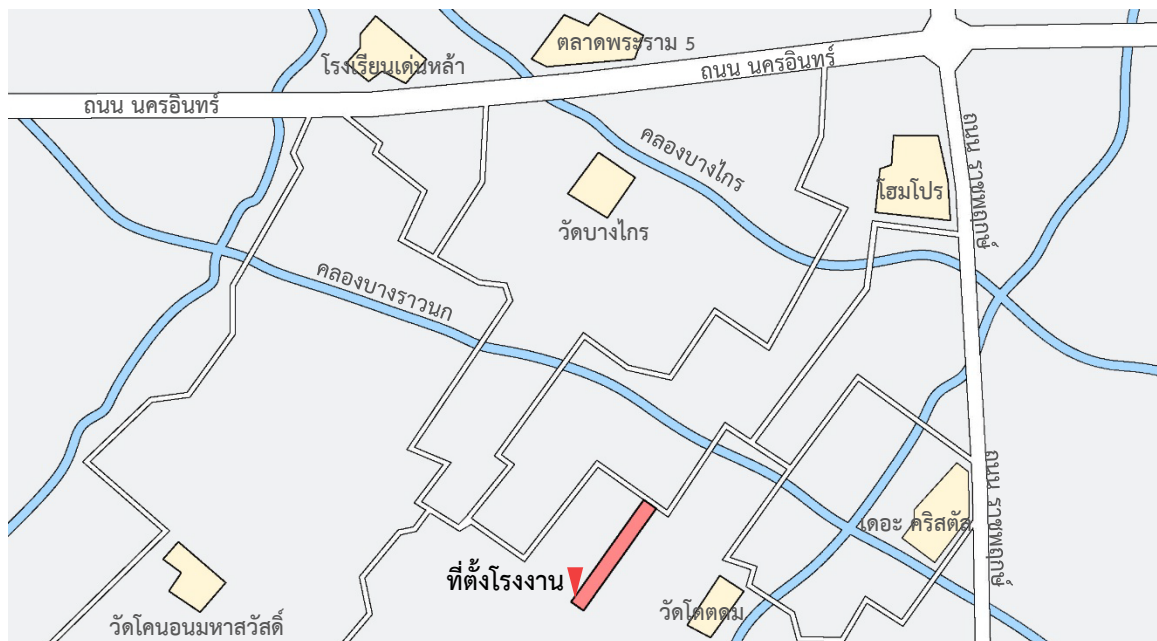 ตลาดพระราม 5
โรงเรียนเด่นหล้า
ถนน นครอินทร์
ถนน นครอินทร์
ถนน ราชพฤกษ์
คลองบางไกร
โฮมโปร
วัดบางไกร
คลองบางราวนก
ถนน ราชพฤกษ์
เดอะ คริสตัล
ที่ตั้งโรงงาน
วัดโตตดม
วัดโคนอนมหาสวัสดิ์